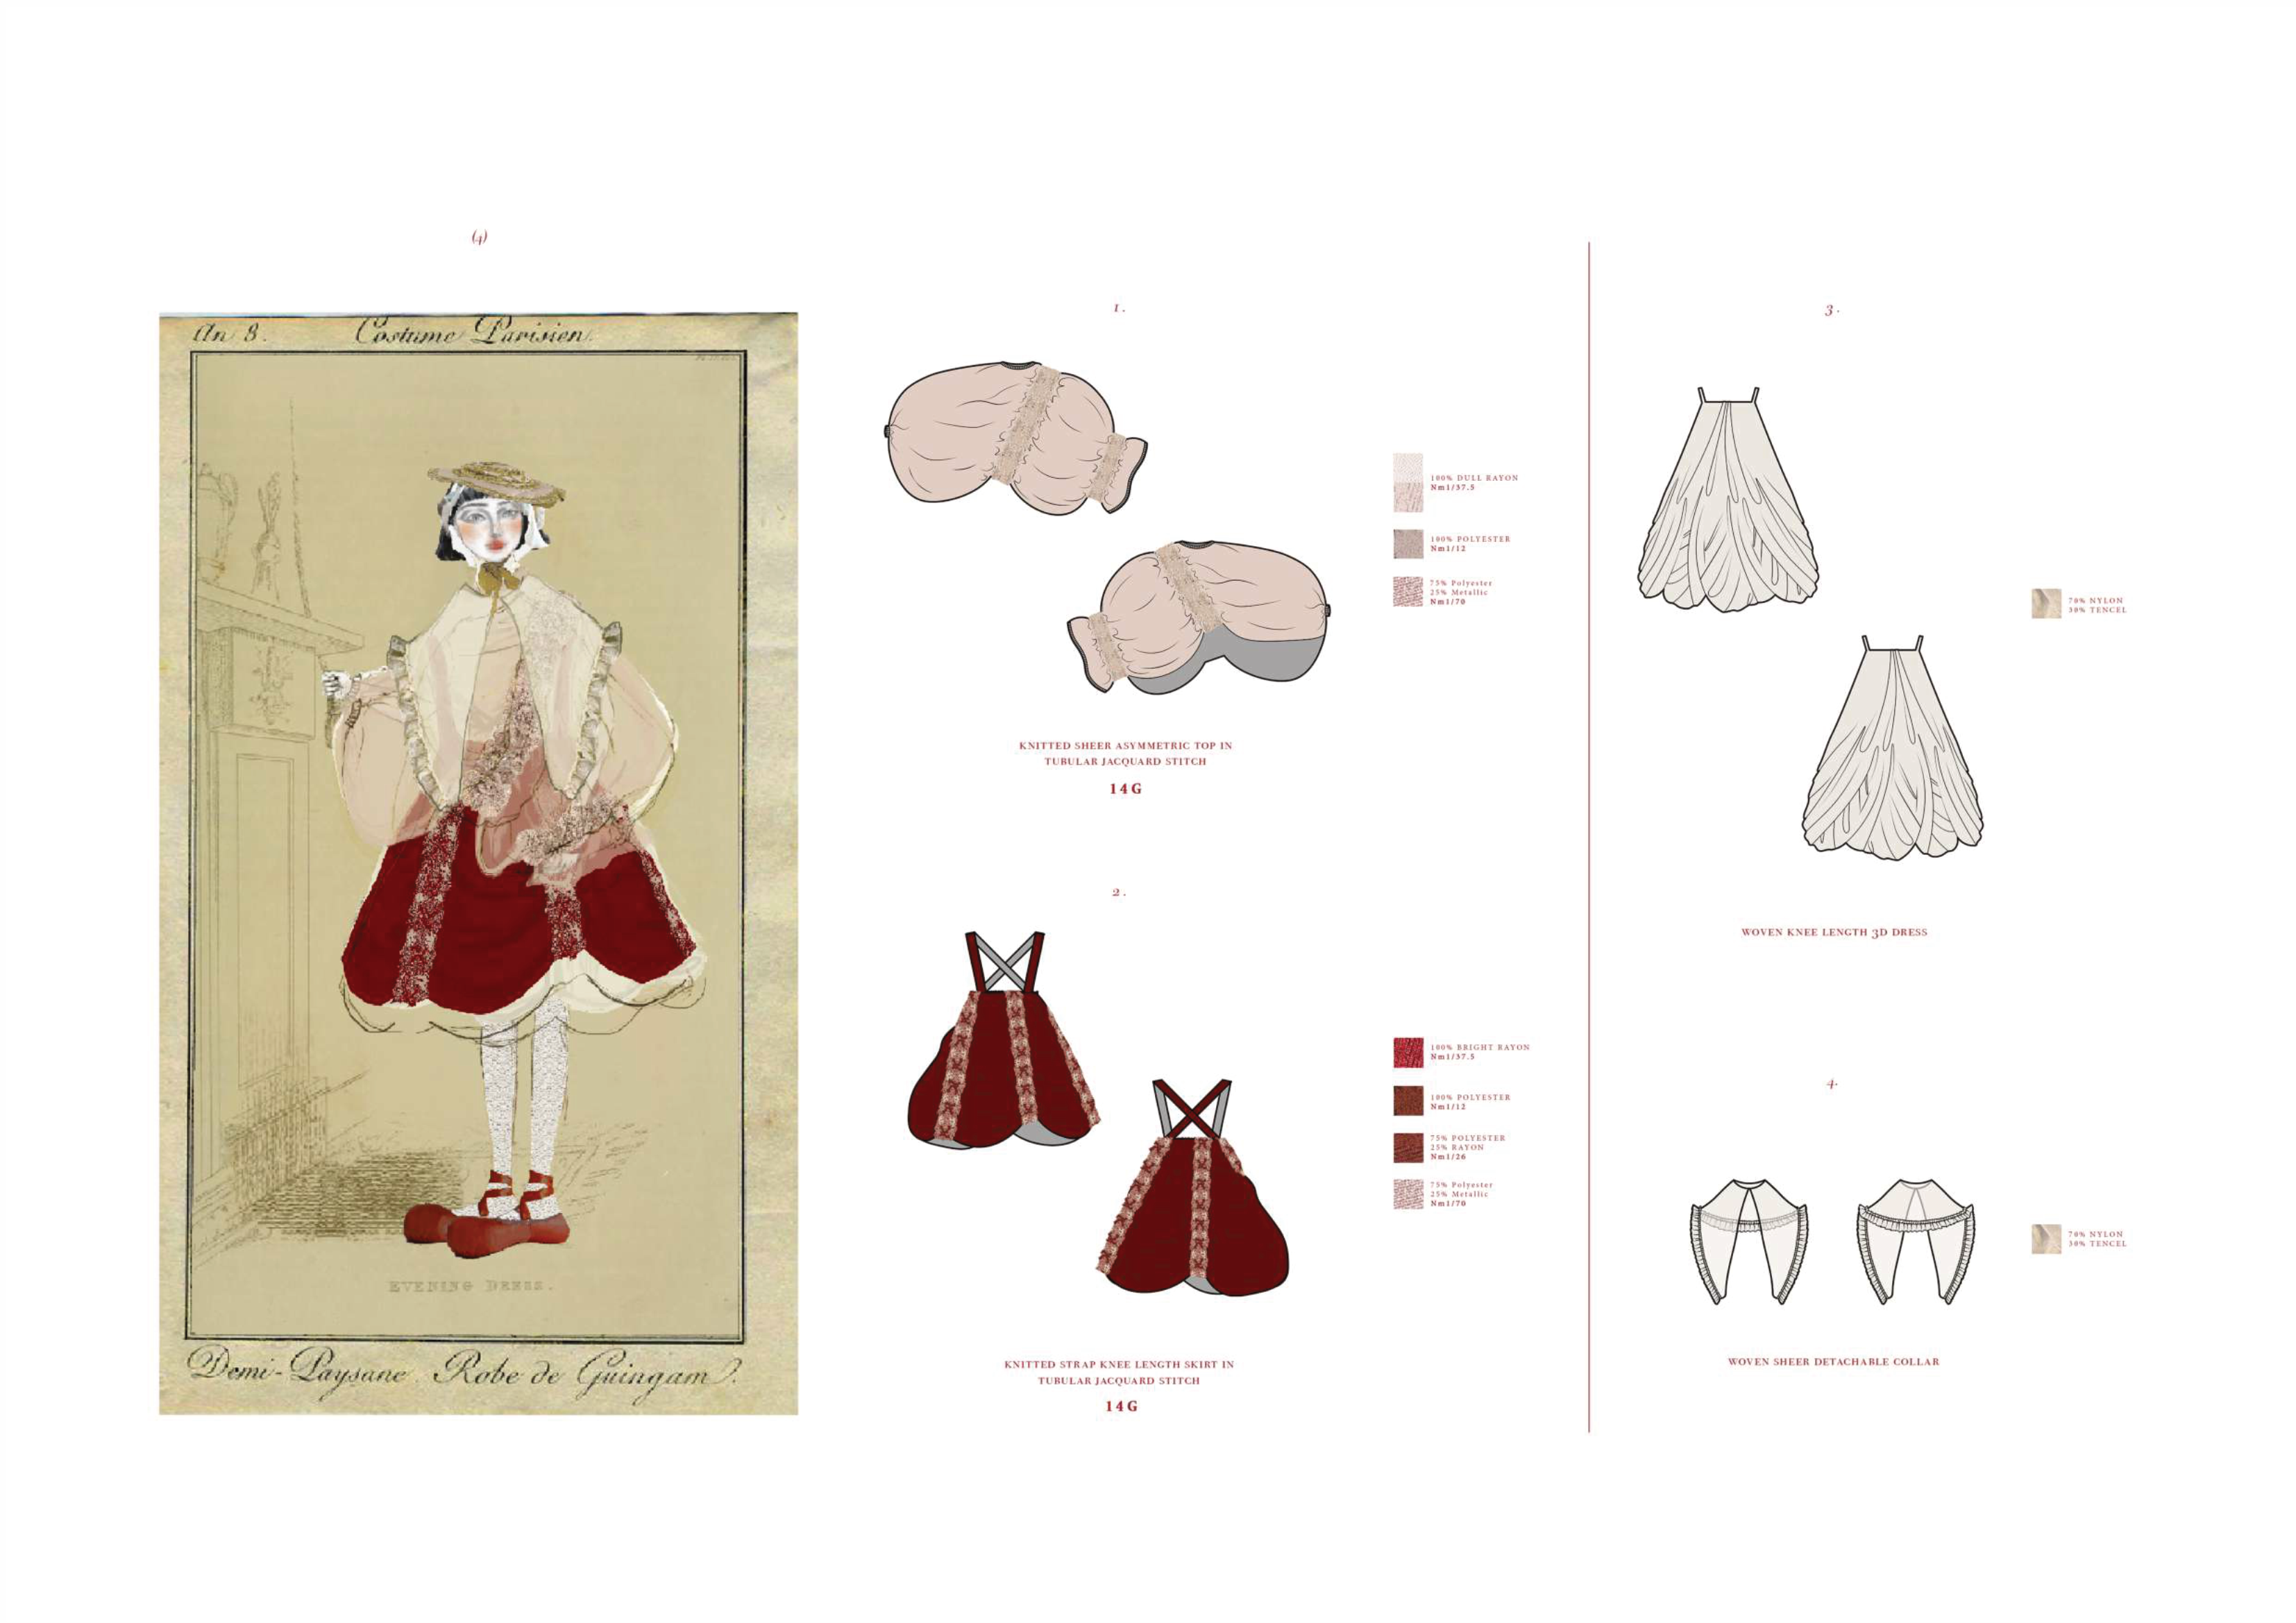 (4)
An 8.
Costume Parisien.
EVENING DRESS.
Demi-Paysane. Robe de Guingam.
1.
100% DULL RAYON
Nm1/37.5
100% POLYESTER
Nm1/12
75% Polyester
25% Metallic
Nm1/70
KNITTED SHEER ASYMMETRIC TOP IN
TUBULAR JACQUARD STITCH
14G
2.
100% BRIGHT RAYON
Nm1/37.5
100% POLYESTER
Nm1/12
75% POLYESTER
25% RAYON
Nm1/26
75% Polyester
25% Metallic
Nm1/70
KNITTED STRAP KNEE LENGTH SKIRT IN
TUBULAR JACQUARD STITCH
14G
3.
70% NYLON
30% TENCEL
WOVEN KNEE LENGTH 3D DRESS
4.
70% NYLON
30% TENCEL
WOVEN SHEER DETACHABLE COLLAR